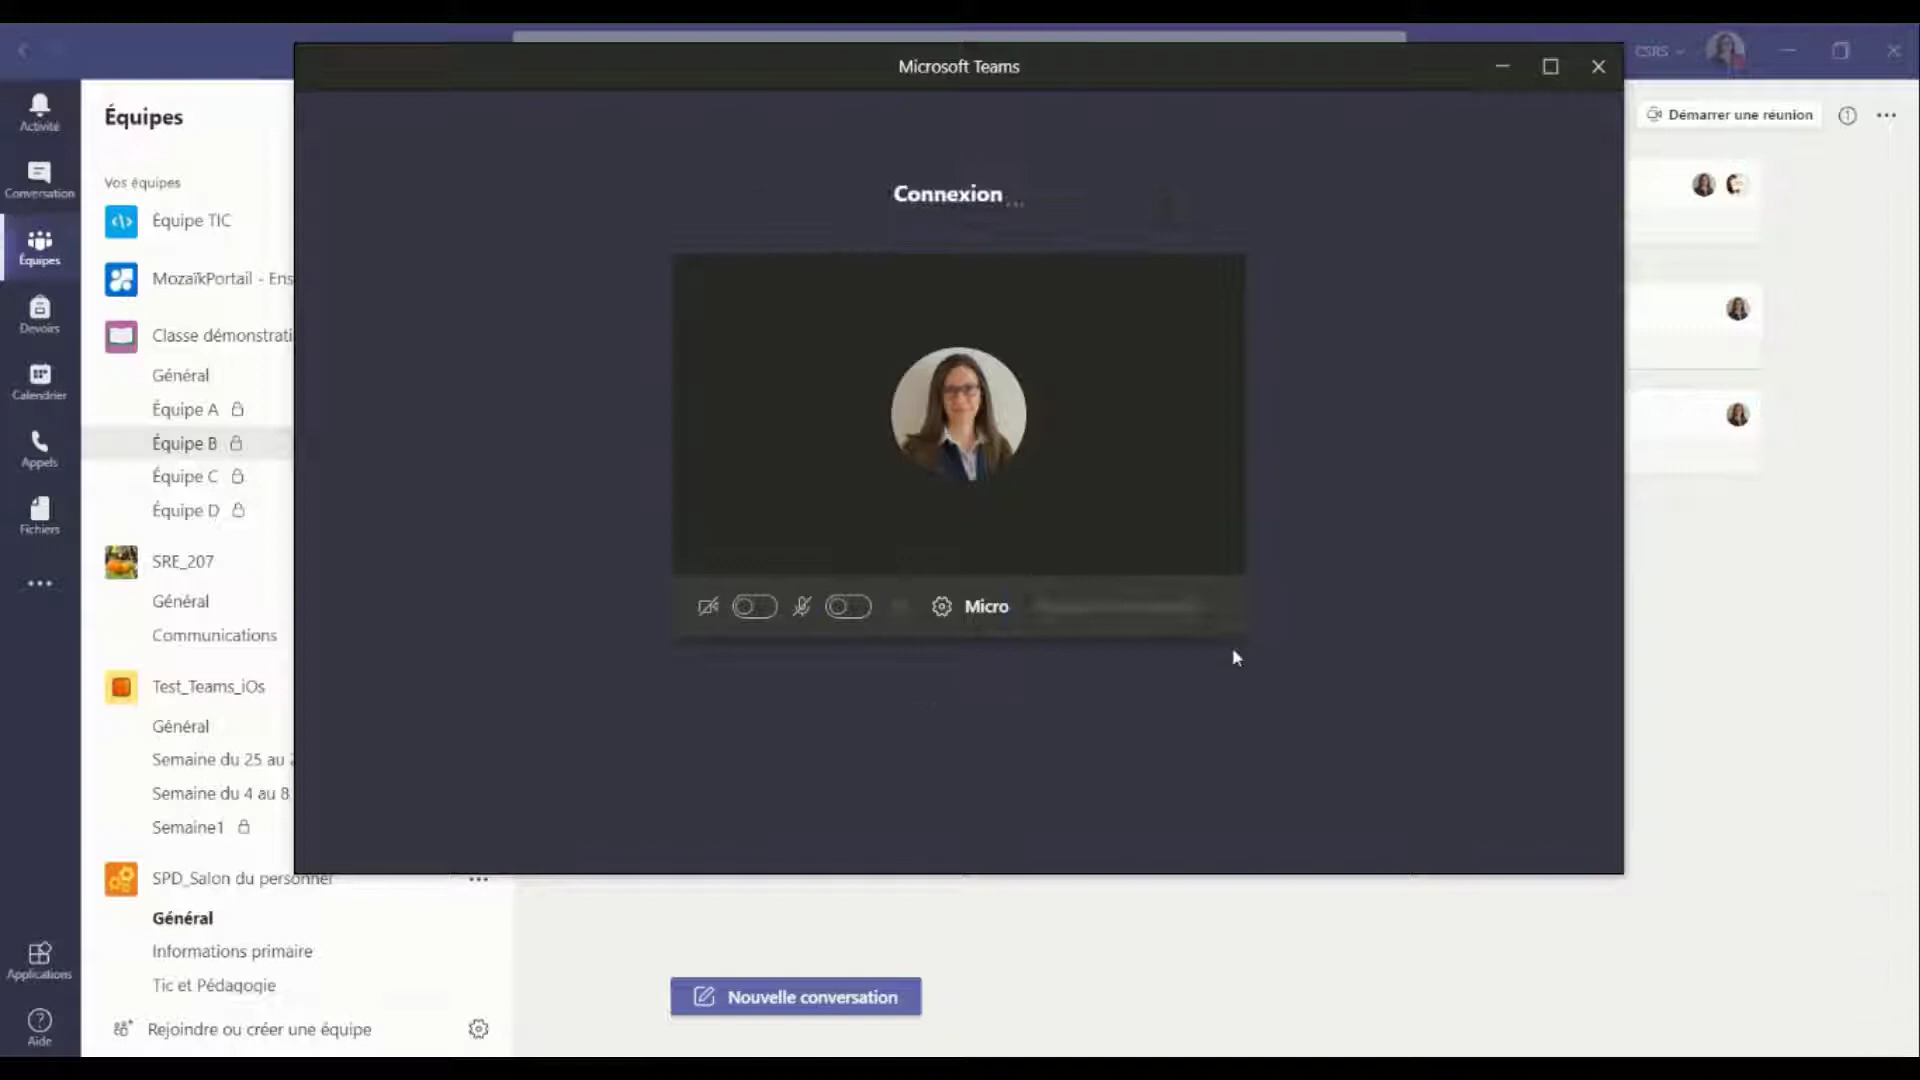 Microsoft Teams
CSRS
Activité
Conversation
Équipes
Devoirs
Calendrier
Appels
Fichiers
Applications
Aide
Équipes
Vos équipes
Équipe TIC
MozaïkPortail - Ens
Classe démonstrati
Général
Équipe A
Équipe B
Équipe C
Équipe D
SRE_207
Général
Communications
Test_Teams_iOs
Général
Semaine du 25 au
Semaine du 4 au 8
Semaine1
SPD_Salon du personnel
Général
Informations primaire
Tic et Pédagogie
Rejoindre ou créer une équipe
Connexion...
Micro
Démarrer une réunion
Nouvelle conversation